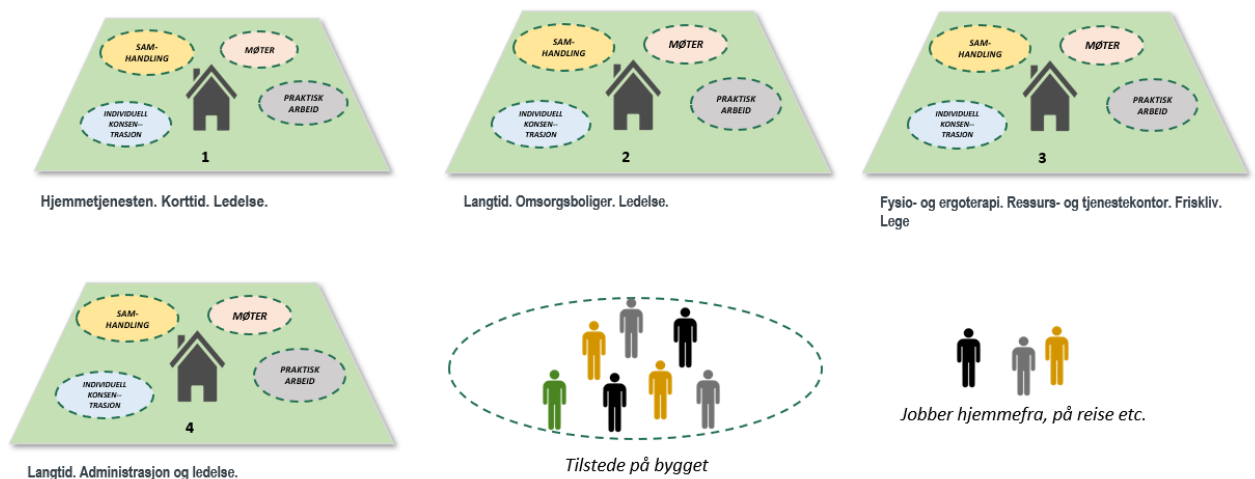 SAM-
HANDLING
MØTER
PRAKTISK
ARBEID
INDIVIDUELL
KONSEN--
TRASJON
1
Hjemmetjenesten. Korttid. Ledelse.
SAM-
HANDLING
MØTER
PRAKTISK
ARBEID
INDIVIDUELL
KONSEN--
TRASJON
2
Langtid. Omsorgsboliger. Ledelse.
SAM-
HANDLING
MØTER
PRAKTISK
ARBEID
INDIVIDUELL
KONSEN--
TRASJON
3
Fysio- og ergoterapi. Ressurs- og tjenestekontor. Friskliv.
Lege
SAM-
HANDLING
MØTER
PRAKTISK
ARBEID
INDIVIDUELL
KONSEN--
TRASJON
4
Langtid. Administrasjon og ledelse.
Tilstede på bygget
Jobber hjemmefra, på reise etc.